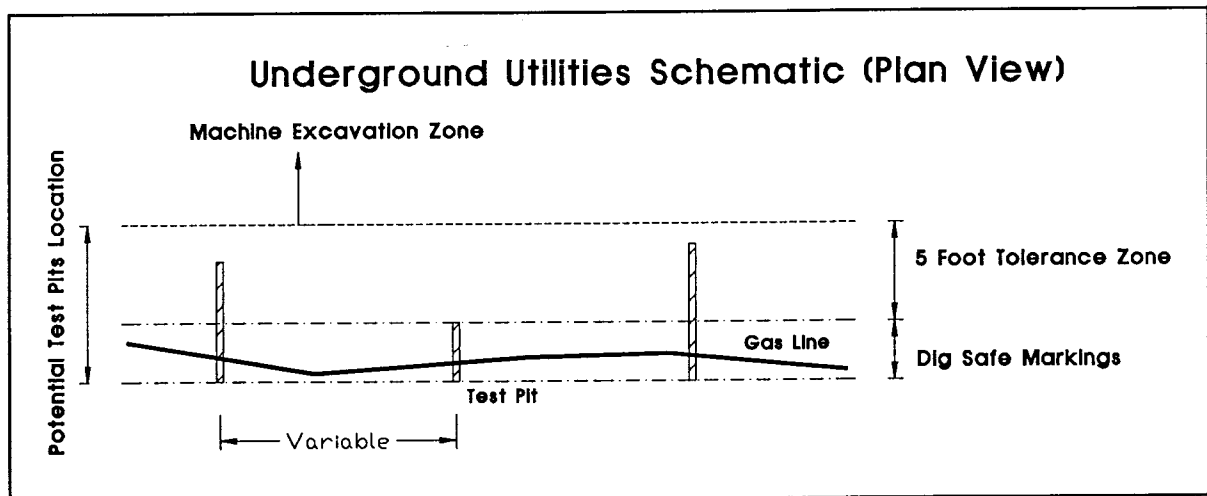 Underground Utilities Schematic (Plan View)
Machine Excavation Zone
Potential Test Pits Location
5 Foot Tolerance Zone
Gas Line
Dig Safe Markings
Test Pit
Variable